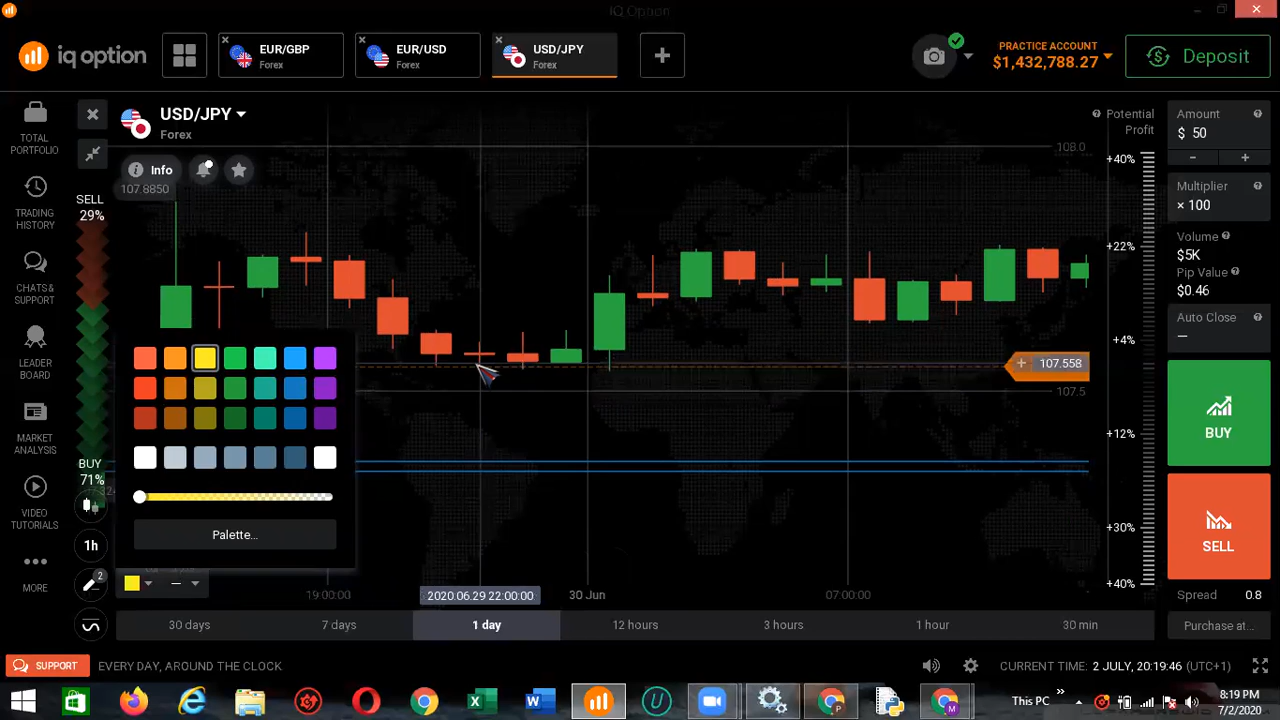 IQ Option
iq option
EUR/GBP
Forex
EUR/USD
Forex
USD/JPY
Forex
PRACTICE ACCOUNT
$1,432,788.27
Deposit
TOTAL
PORTFOLIO
TRADING
HISTORY
CHATS &
SUPPORT
LEADER
BOARD
MARKET
ANALYSIS
VIDEO
TUTORIALS
MORE
USD/JPY
Forex
Info
107.8850
SELL
29%
BUY
71%
1h
2
Palette...
108.0
107.558
107.5
19:00:00
2020.06.29 22:00:00
30 Jun
07:00:00
30 days
7 days
1 day
12 hours
3 hours
1 hour
30 min
Potential
Profit
+40%
+22%
+4%
+12%
+30%
+40%
Amount
$ 50
Multiplier
× 100
Volume
$5K
Pip Value
$0.46
Auto Close
BUY
SELL
Spread 0.8
Purchase at...
SUPPORT
EVERY DAY, AROUND THE CLOCK
CURRENT TIME: 2 JULY, 20:19:46 (UTC+1)
This PC
8:19 PM
7/2/2020